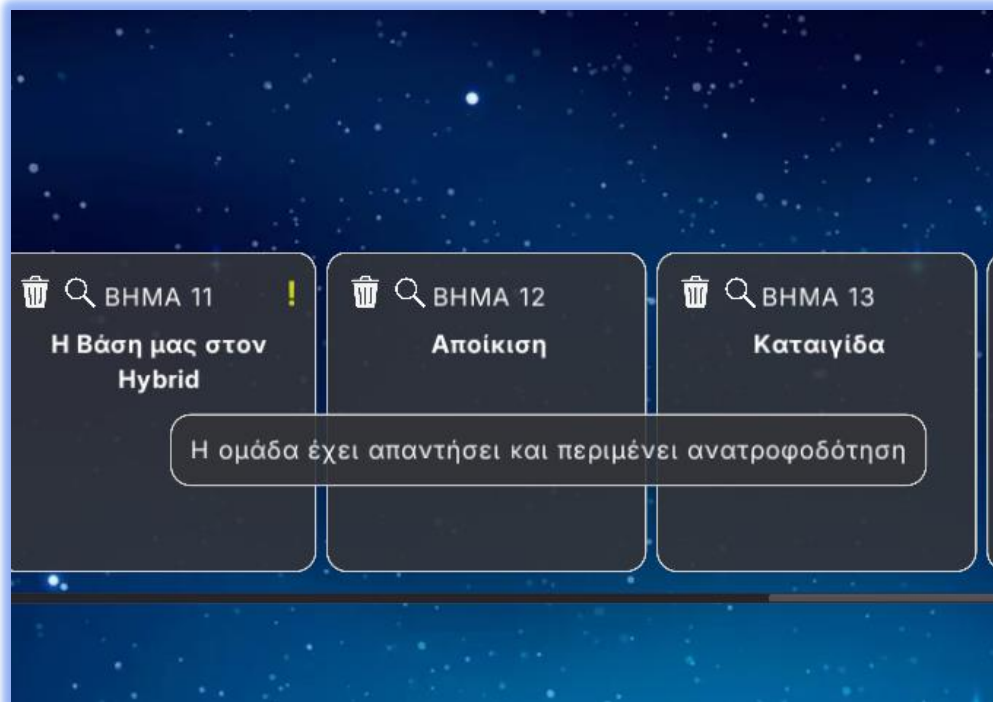 ΒΗΜΑ 11 !
Η Βάση μας στον
Hybrid
ΒΗΜΑ 12
Αποίκιση
ΒΗΜΑ 13
Καταιγίδα
Η ομάδα έχει απαντήσει και περιμένει ανατροφοδότηση